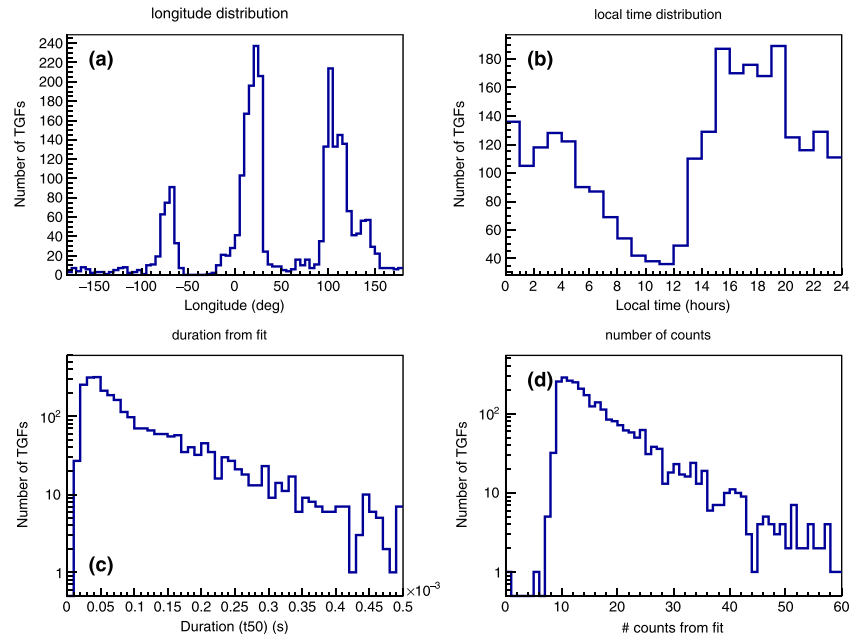 longitude distribution
(a)
Number of TGFs
240
220
200
180
160
140
120
100
80
60
40
20
0
−150 −100 −50 0 50 100 150
Longitude (deg)
local time distribution
(b)
Number of TGFs
180
160
140
120
100
80
60
40
0 2 4 6 8 10 12 14 16 18 20 22 24
Local time (hours)
duration from fit
(c)
Number of TGFs
10²
10
1
0 0.05 0.1 0.15 0.2 0.25 0.3 0.35 0.4 0.45 0.5
×10⁻³
Duration (t50) (s)
number of counts
(d)
Number of TGFs
10²
10
1
0 10 20 30 40 50 60
# counts from fit